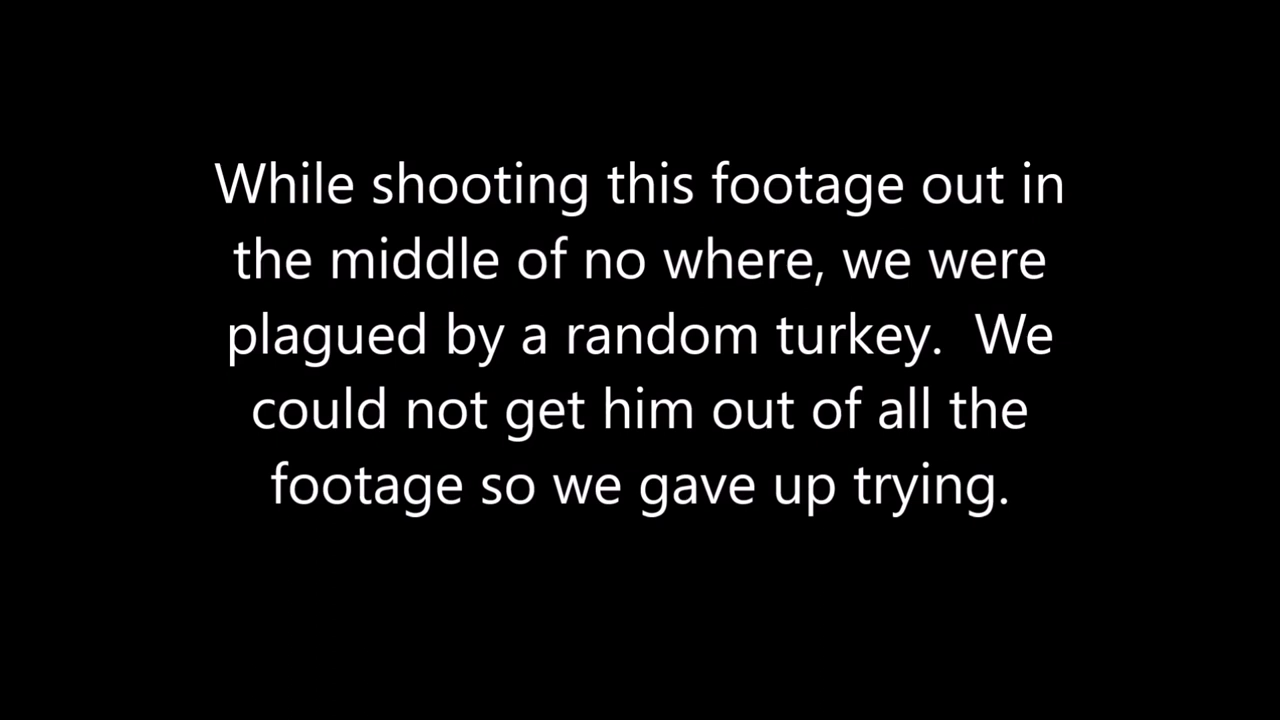 While shooting this footage out in
the middle of no where, we were
plagued by a random turkey.  We
could not get him out of all the
footage so we gave up trying.